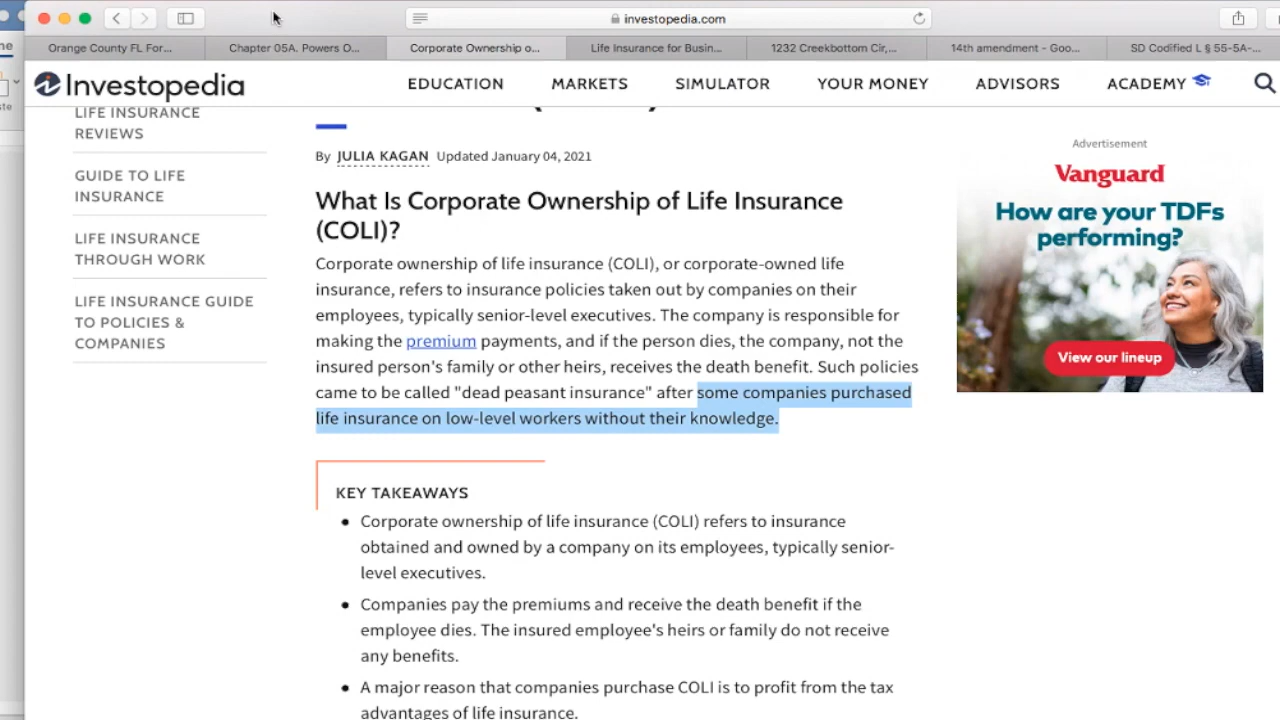 investopedia.com
Orange County FL For...
Chapter 05A. Powers O...
Corporate Ownership o...
Life Insurance for Busin...
1232 Creekbottom Cir,...
14th amendment - Goo...
SD Codified L § 55-5A-...
Investopedia
EDUCATION
MARKETS
SIMULATOR
YOUR MONEY
ADVISORS
ACADEMY
LIFE INSURANCE
REVIEWS
GUIDE TO LIFE
INSURANCE
LIFE INSURANCE
THROUGH WORK
LIFE INSURANCE GUIDE
TO POLICIES &
COMPANIES
By JULIA KAGAN Updated January 04, 2021
What Is Corporate Ownership of Life Insurance
(COLI)?
Corporate ownership of life insurance (COLI), or corporate-owned life
insurance, refers to insurance policies taken out by companies on their
employees, typically senior-level executives. The company is responsible for
making the premium payments, and if the person dies, the company, not the
insured person's family or other heirs, receives the death benefit. Such policies
came to be called "dead peasant insurance" after some companies purchased
life insurance on low-level workers without their knowledge.
KEY TAKEAWAYS
• Corporate ownership of life insurance (COLI) refers to insurance
obtained and owned by a company on its employees, typically senior-
level executives.
• Companies pay the premiums and receive the death benefit if the
employee dies. The insured employee's heirs or family do not receive
any benefits.
• A major reason that companies purchase COLI is to profit from the tax
advantages of life insurance.
Advertisement
Vanguard
How are your TDFs
performing?
View our lineup